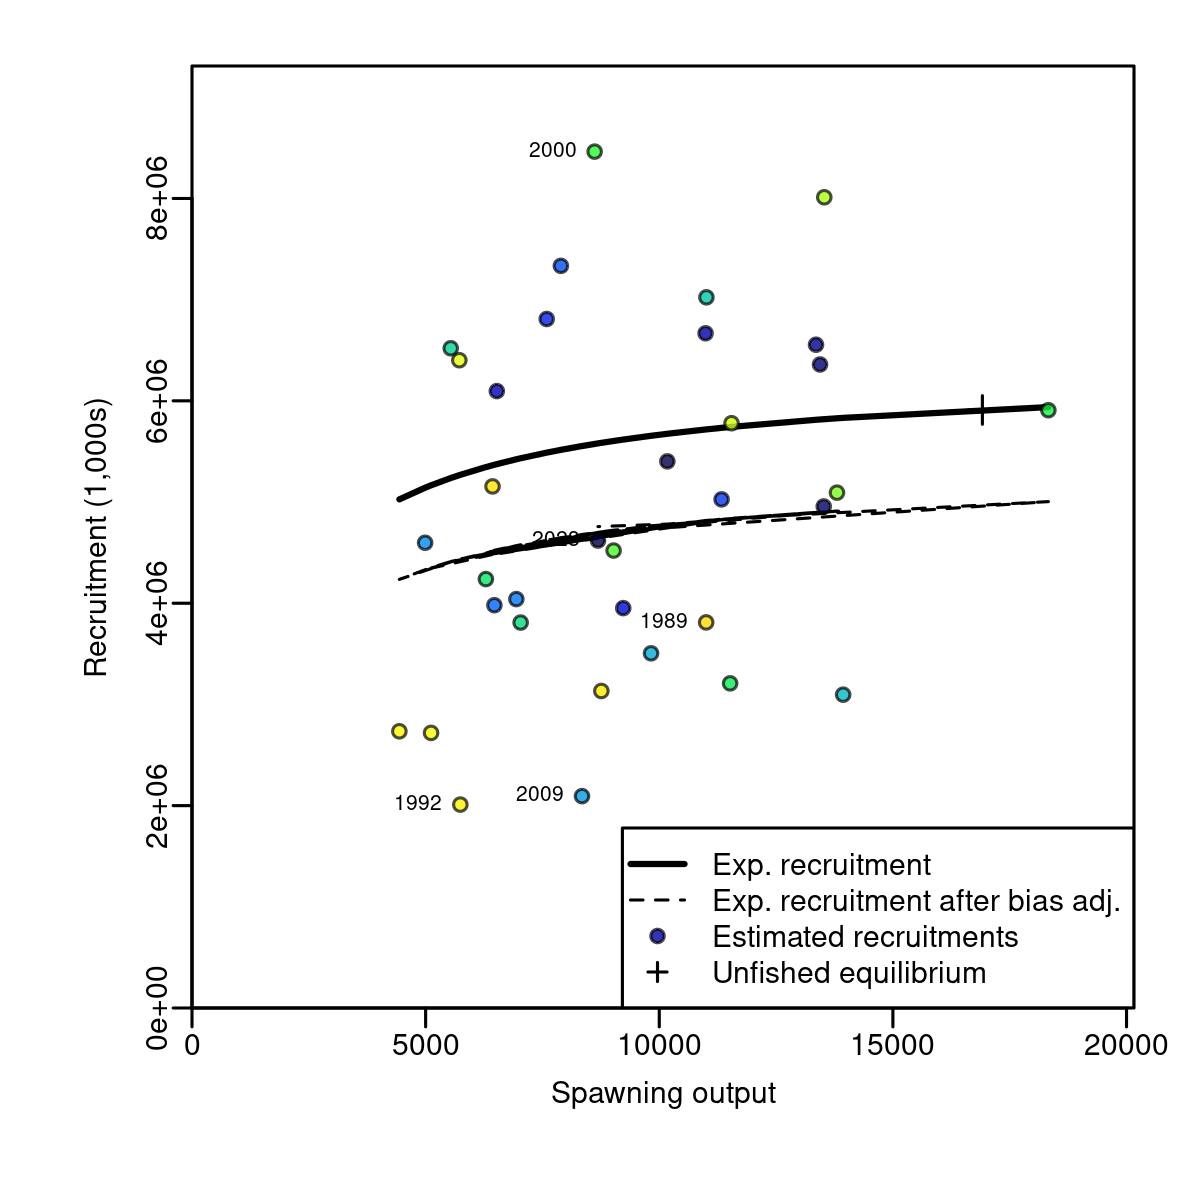 2000
8e+06
6e+06
4e+06
2e+06
0e+00
Recruitment (1,000s)
2023
1989
1992
2009
Exp. recruitment
Exp. recruitment after bias adj.
Estimated recruitments
Unfished equilibrium
0
5000
10000
15000
20000
Spawning output